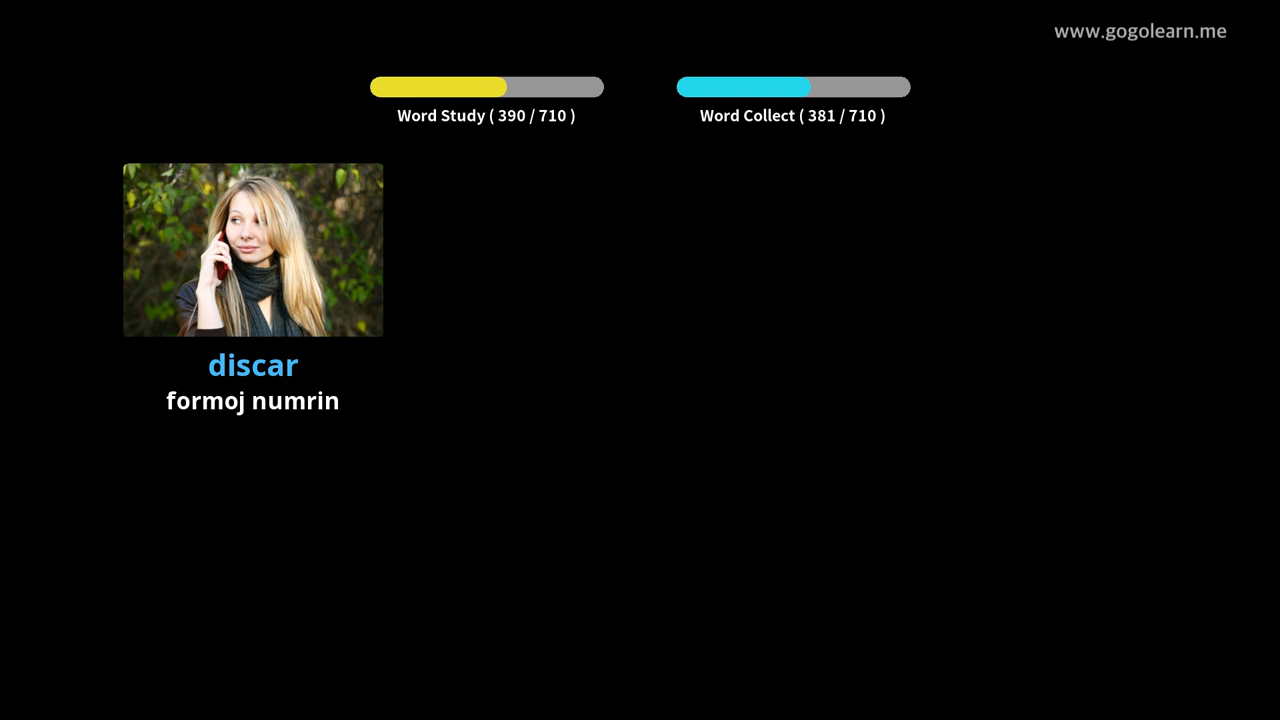 www.gogolearn.me
Word Study ( 390 / 710 )
Word Collect ( 381 / 710 )
discar
formoj numrin